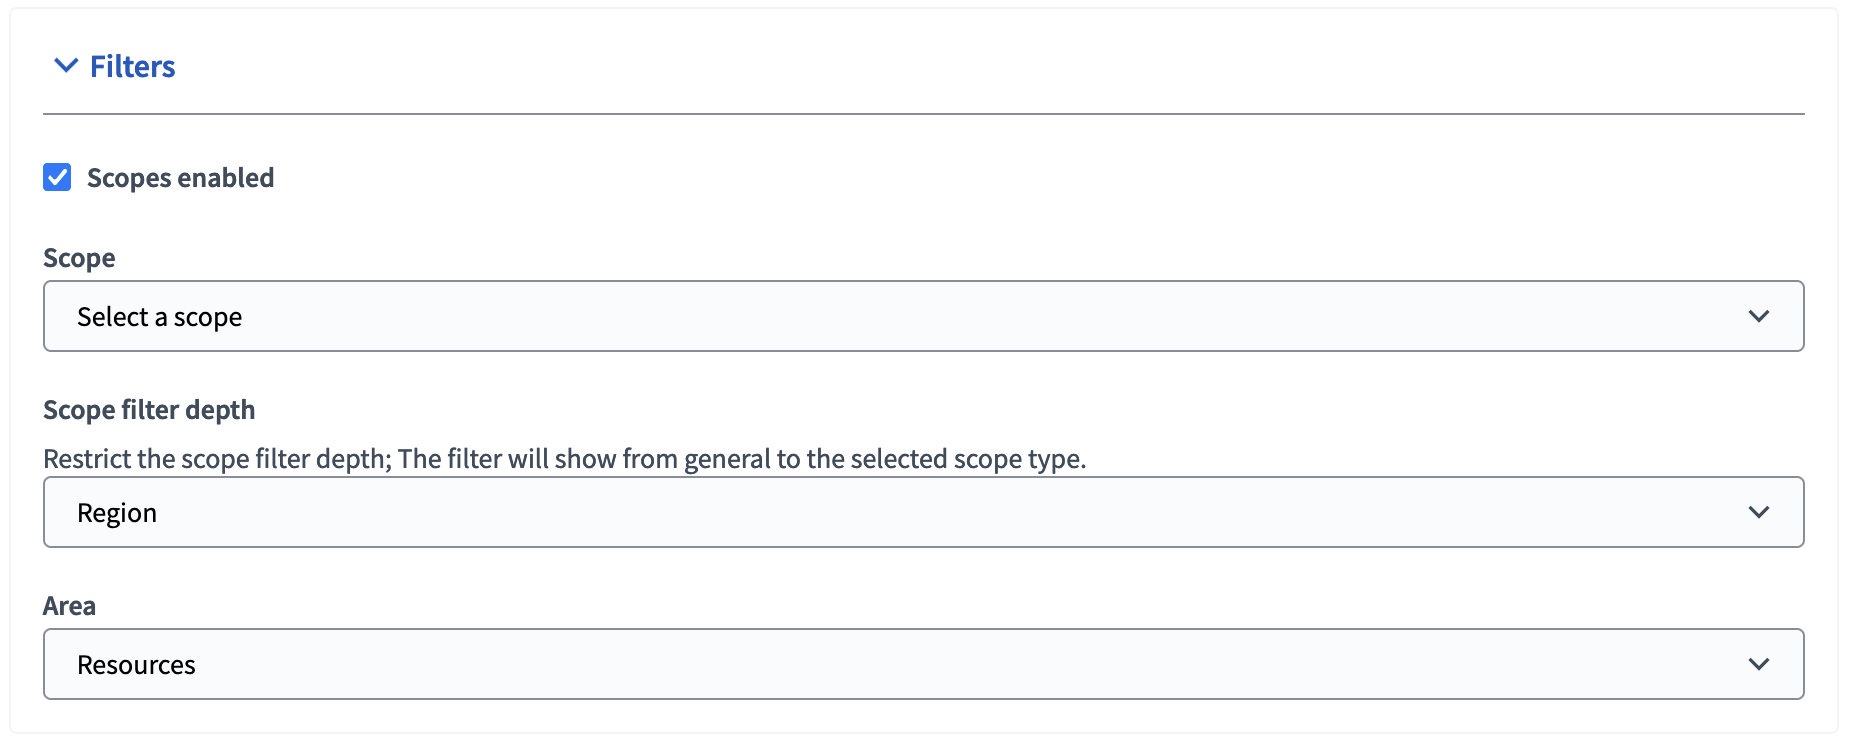 Filters
Scopes enabled
Scope
Select a scope
Scope filter depth
Restrict the scope filter depth; The filter will show from general to the selected scope type.
Region
Area
Resources